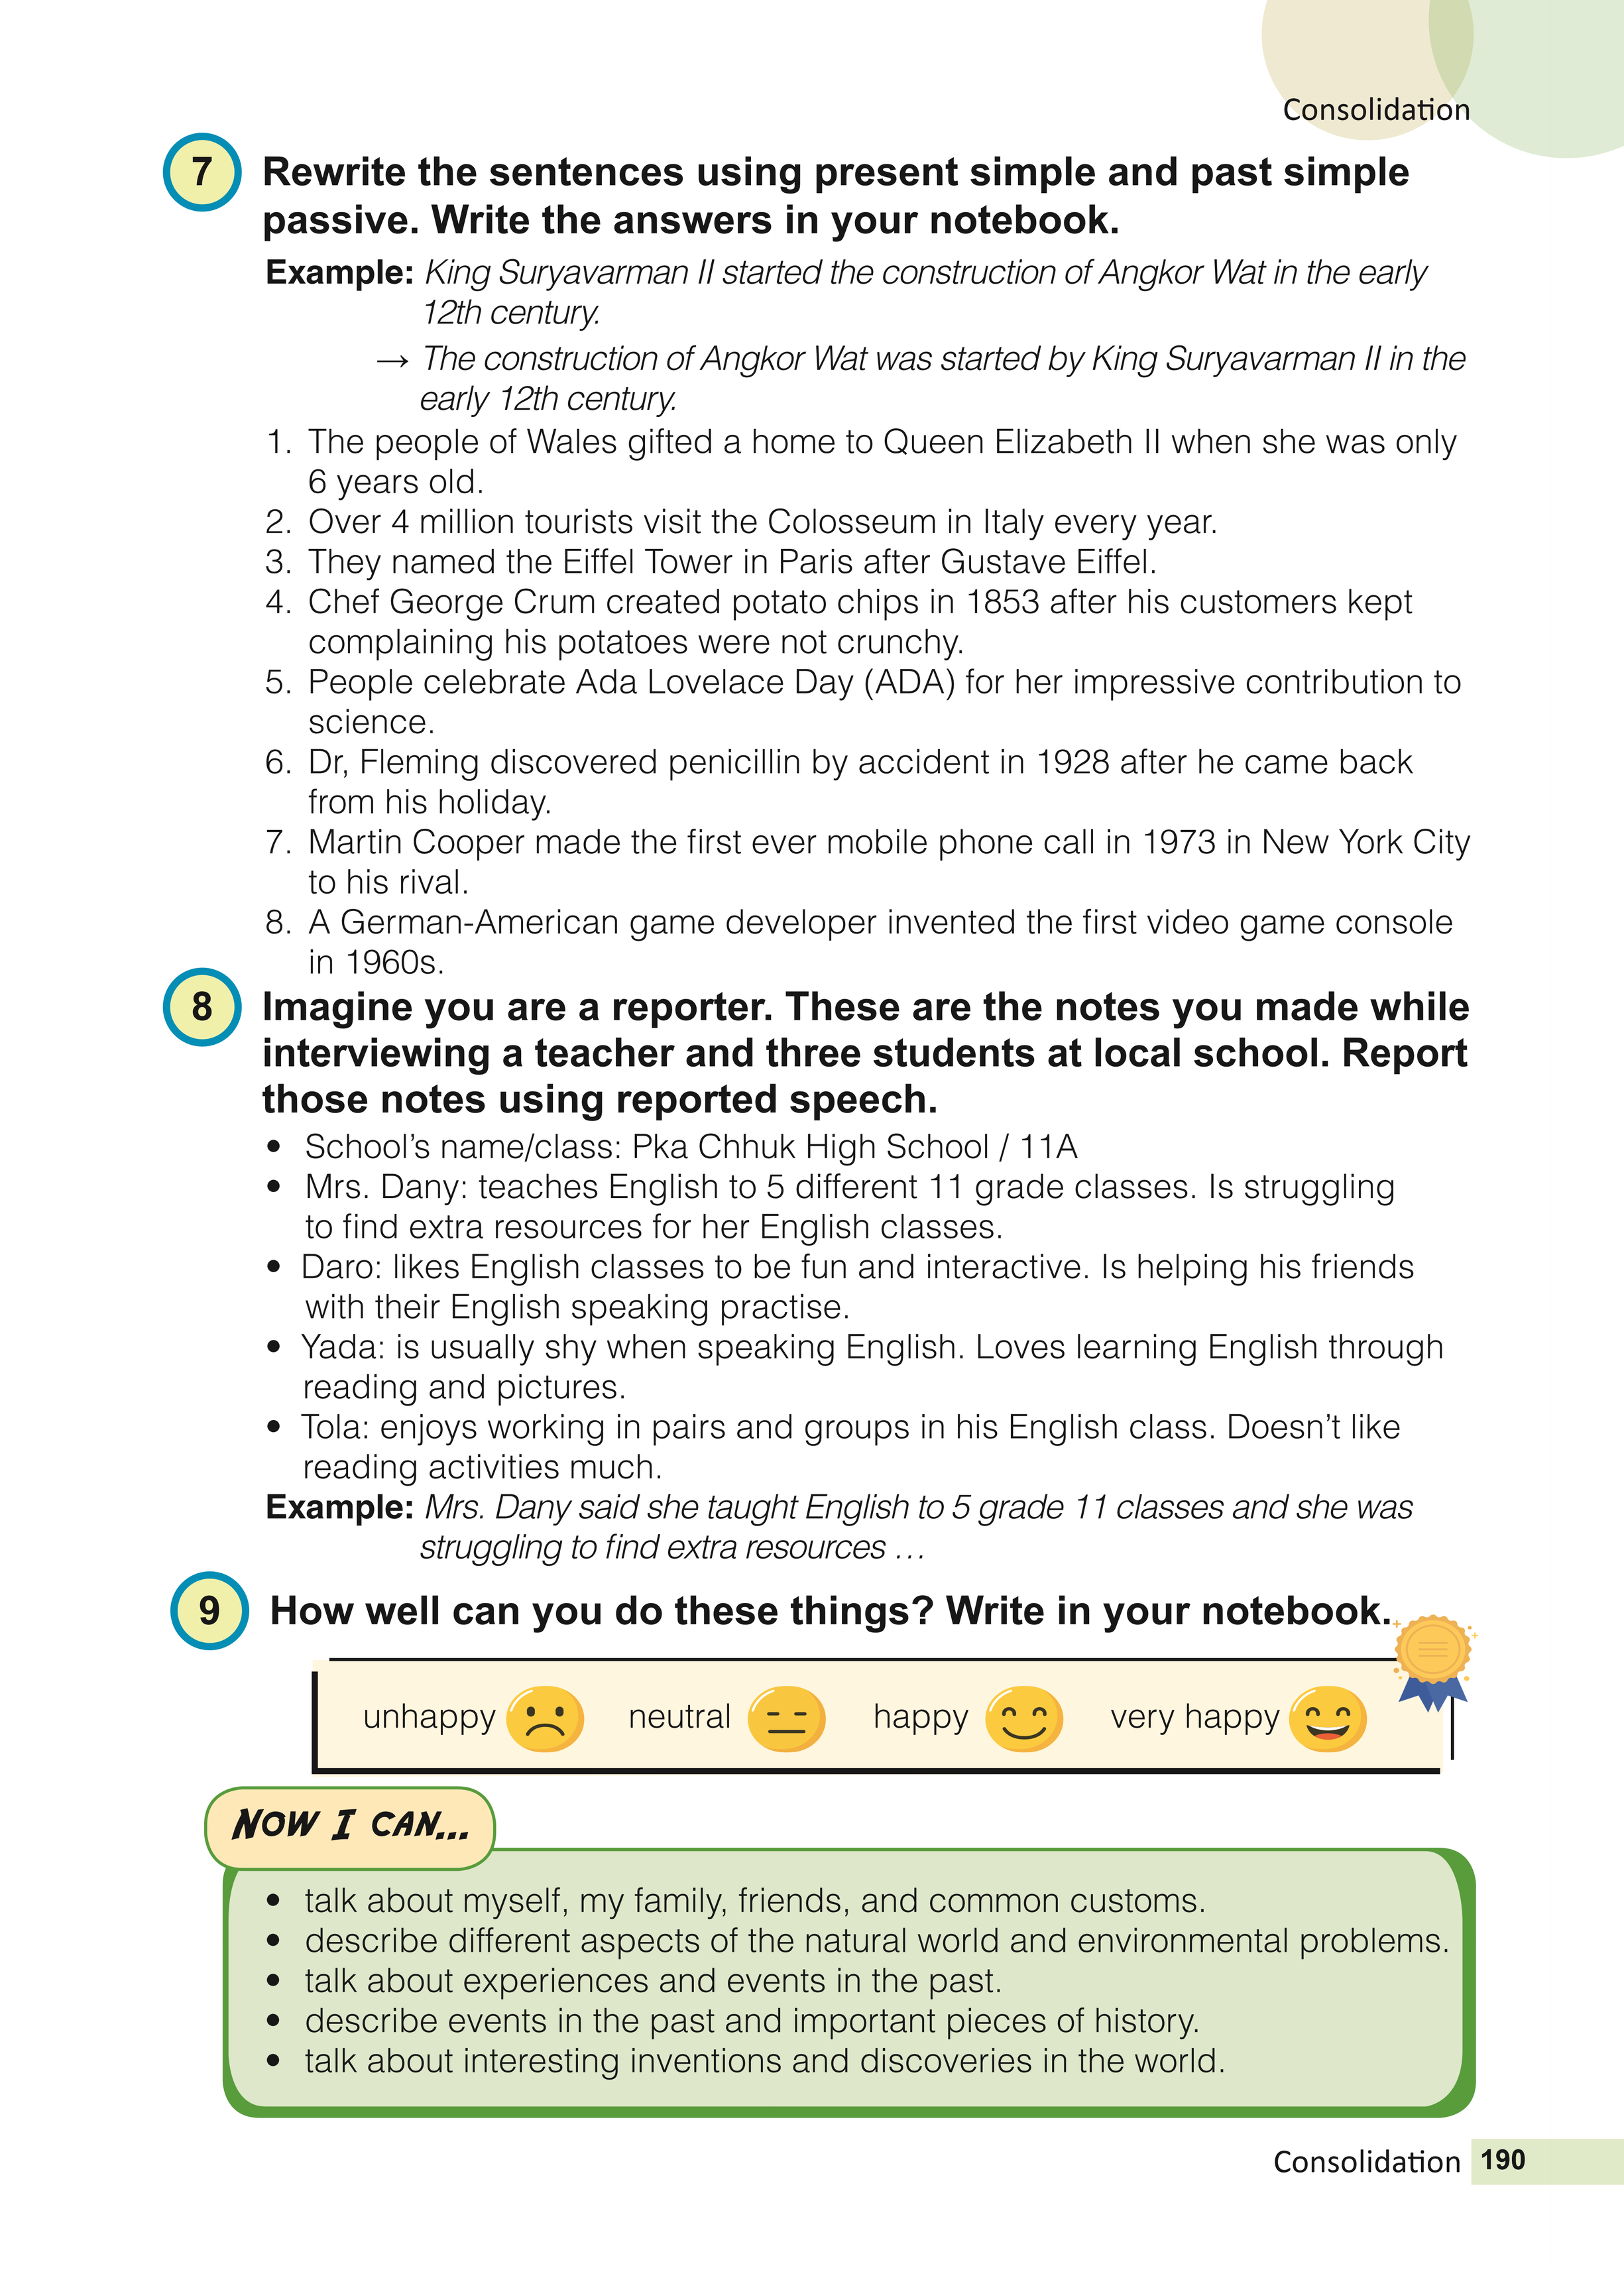 Consolidation
7 Rewrite the sentences using present simple and past simple
passive. Write the answers in your notebook.
Example: King Suryavarman II started the construction of Angkor Wat in the early
12th century.
→ The construction of Angkor Wat was started by King Suryavarman II in the
early 12th century.
1. The people of Wales gifted a home to Queen Elizabeth II when she was only
6 years old.
2. Over 4 million tourists visit the Colosseum in Italy every year.
3. They named the Eiffel Tower in Paris after Gustave Eiffel.
4. Chef George Crum created potato chips in 1853 after his customers kept
complaining his potatoes were not crunchy.
5. People celebrate Ada Lovelace Day (ADA) for her impressive contribution to
science.
6. Dr, Fleming discovered penicillin by accident in 1928 after he came back
from his holiday.
7. Martin Cooper made the first ever mobile phone call in 1973 in New York City
to his rival.
8. A German-American game developer invented the first video game console
in 1960s.
8 Imagine you are a reporter. These are the notes you made while
interviewing a teacher and three students at local school. Report
those notes using reported speech.
• School's name/class: Pka Chhuk High School / 11A
• Mrs. Dany: teaches English to 5 different 11 grade classes. Is struggling
to find extra resources for her English classes.
• Daro: likes English classes to be fun and interactive. Is helping his friends
with their English speaking practise.
• Yada: is usually shy when speaking English. Loves learning English through
reading and pictures.
• Tola: enjoys working in pairs and groups in his English class. Doesn't like
reading activities much.
Example: Mrs. Dany said she taught English to 5 grade 11 classes and she was
struggling to find extra resources …
9 How well can you do these things? Write in your notebook.
unhappy neutral happy very happy
Now I can...
• talk about myself, my family, friends, and common customs.
• describe different aspects of the natural world and environmental problems.
• talk about experiences and events in the past.
• describe events in the past and important pieces of history.
• talk about interesting inventions and discoveries in the world.
Consolidation 190